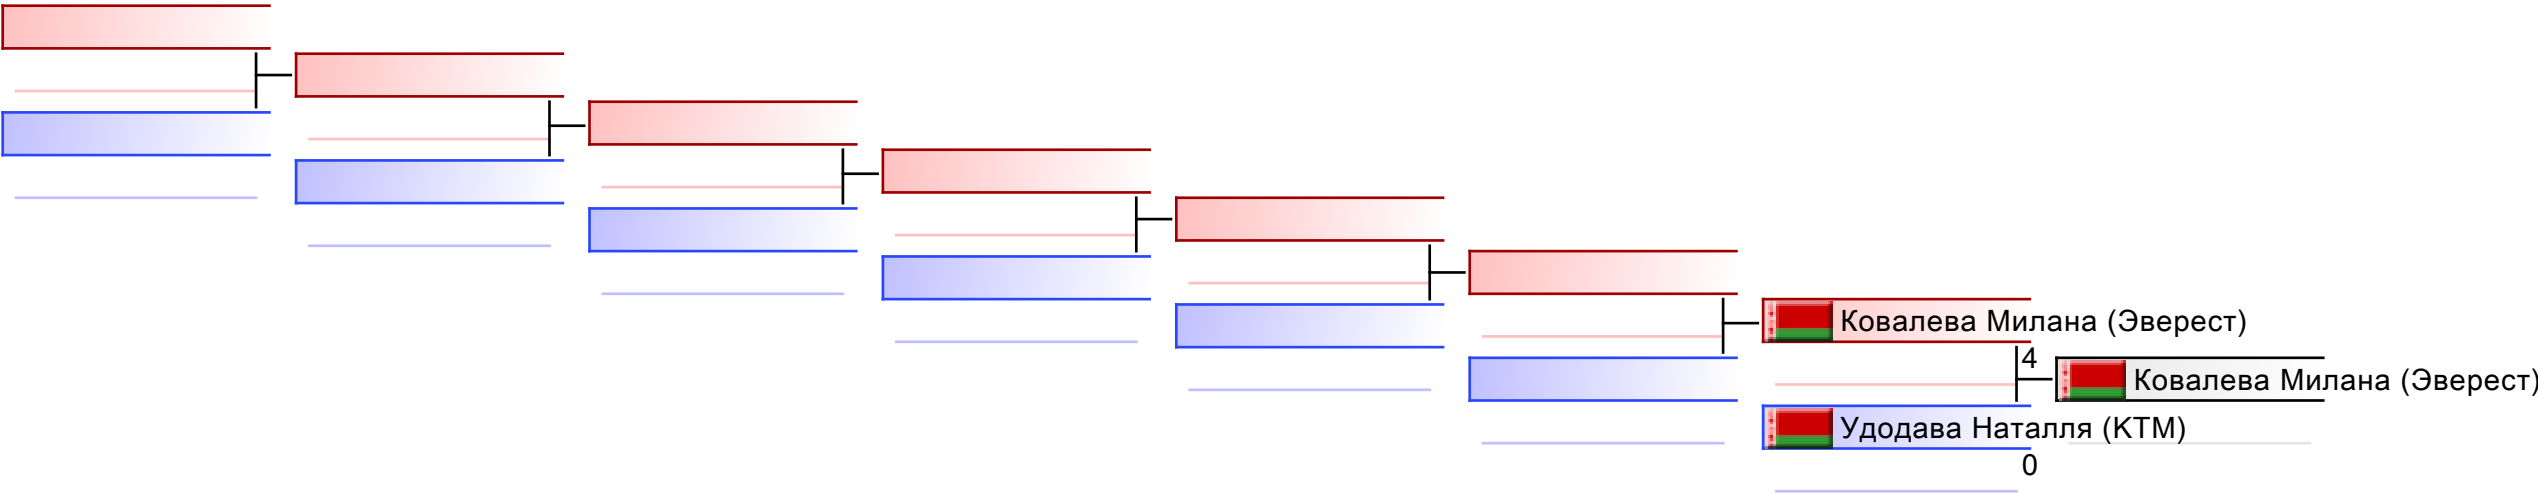 Ковалева Милана (Эверест)
4
Ковалева Милана (Эверест)
Удодава Наталля (КТМ)
0